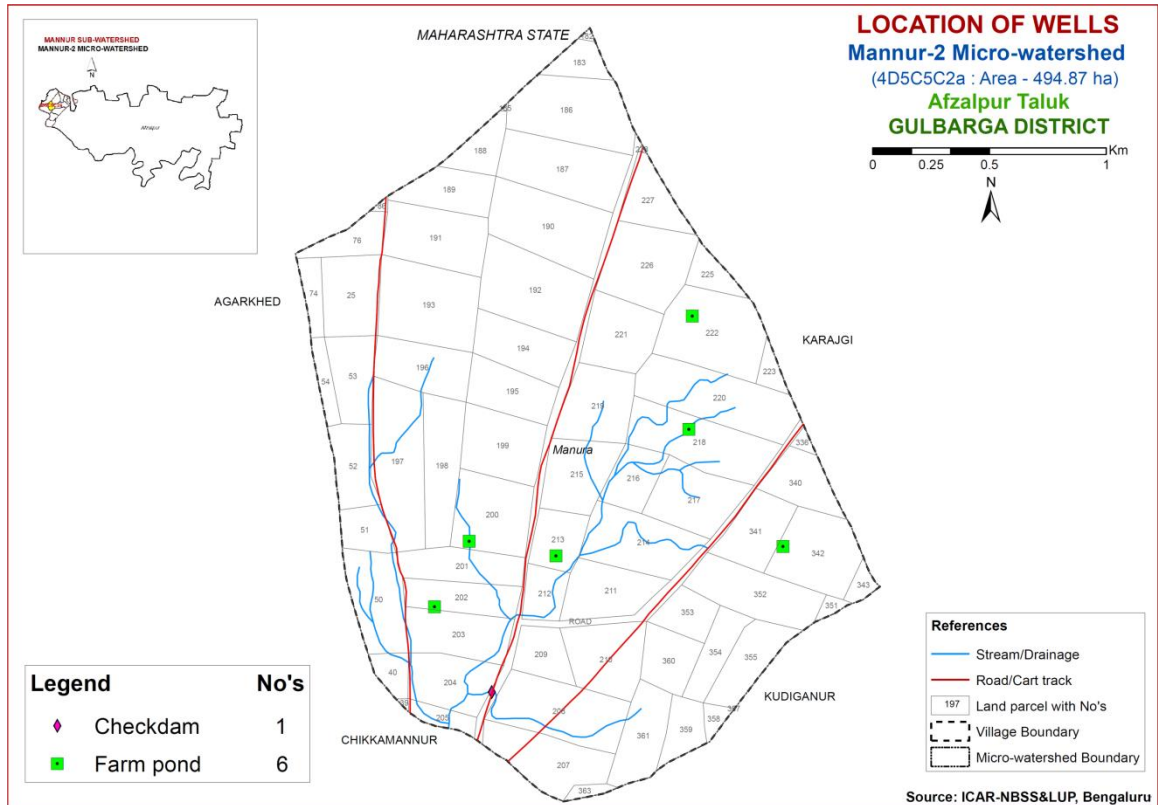 MANNUR SUB-WATERSHED
MANNUR-2 MICRO-WATERSHED
N
Afzalpur
MAHARASHTRA STATE
LOCATION OF WELLS
Mannur-2 Micro-watershed
(4D5C5C2a : Area - 494.87 ha)
Afzalpur Taluk
GULBARGA DISTRICT
Km
0 0.25 0.5 1
N
183
186
185
188
187
228
189
227
190
76
191
226
225
AGARKHED
74
25
193
192
222
221
KARAJGI
194
223
54
53
196
195
220
219
218
199
Manura
336
52
197
198
215
216
340
217
200
51
341
213
214
342
201
50
202
212
211
352
343
351
353
ROAD
203
209
210
360
354
355
40
204
KUDIGANUR
205
206
358
359
361
CHIKKAMANNUR
207
363
Legend No's
Checkdam 1
Farm pond 6
References
Stream/Drainage
Road/Cart track
197 Land parcel with No's
Village Boundary
Micro-watershed Boundary
Source: ICAR-NBSS&LUP, Bengaluru